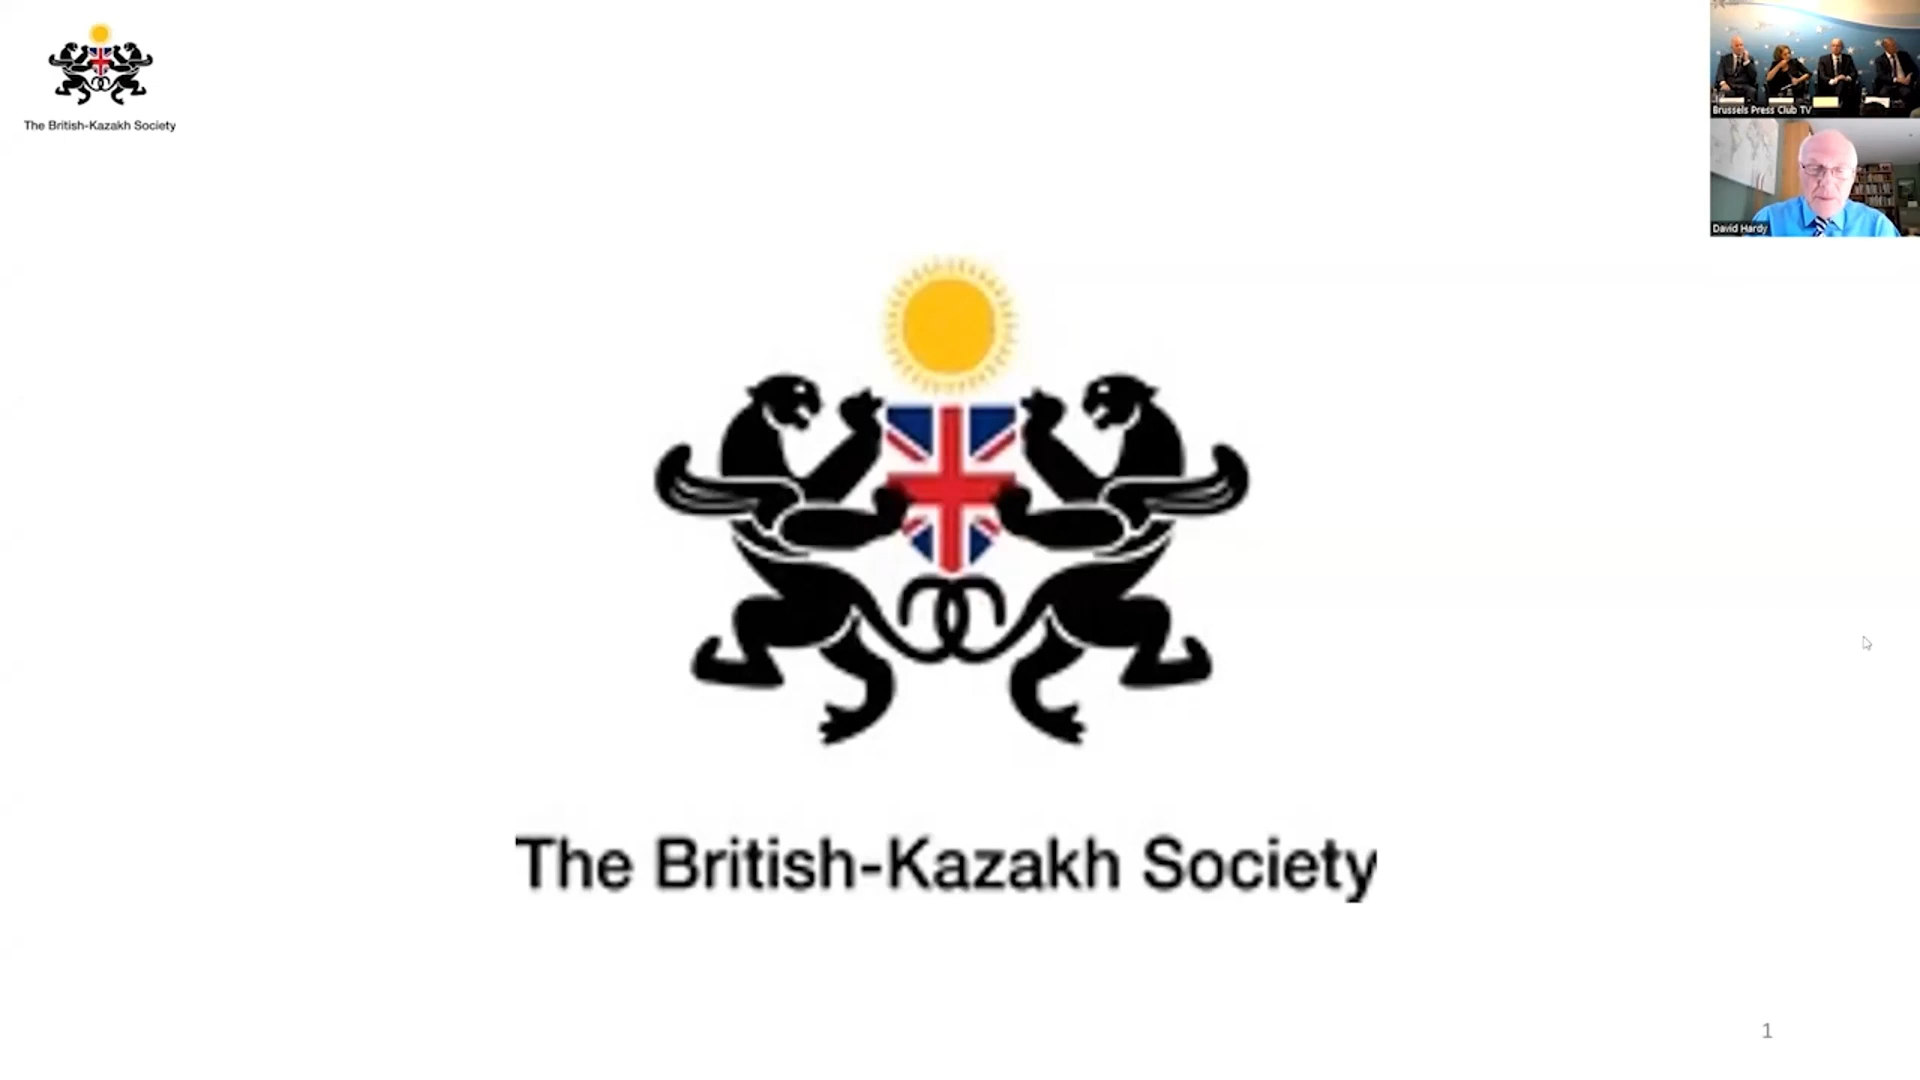 The British-Kazakh Society
Brussels Press Club TV
David Hardy
The British-Kazakh Society
1